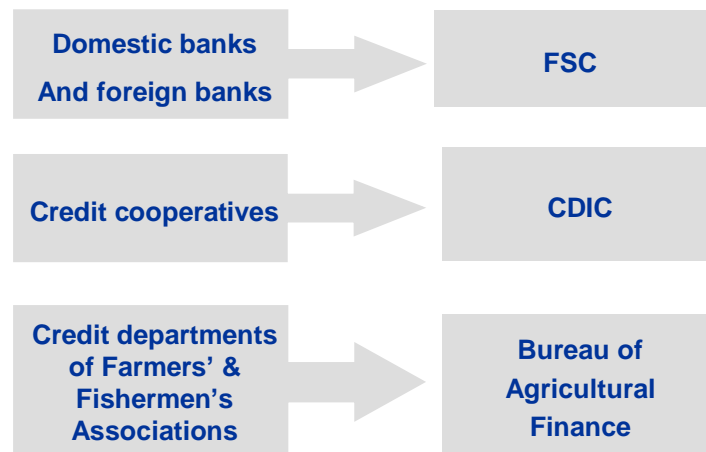 Domestic banks
And foreign banks
FSC
Credit cooperatives
CDIC
Credit departments
of Farmers’ &
Fishermen’s
Associations
Bureau of
Agricultural
Finance